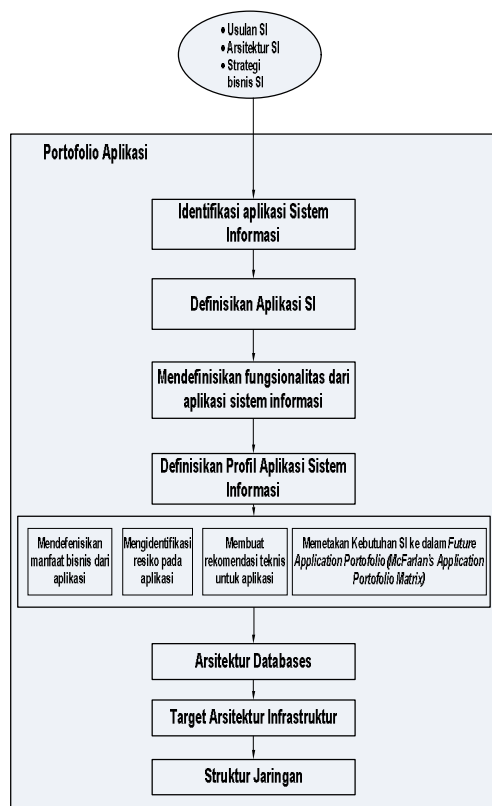 • Usulan SI
• Arsitektur SI
• Strategi
bisnis SI
Portofolio Aplikasi
Identifikasi aplikasi Sistem
Informasi
Definisikan Aplikasi SI
Mendefinisikan fungsionalitas dari
aplikasi sistem informasi
Definisikan Profil Aplikasi Sistem
Informasi
Mendefenisikan
manfaat bisnis dari
aplikasi
Mengidentifikasi
resiko pada
aplikasi
Membuat
rekomendasi teknis
untuk aplikasi
Memetakan Kebutuhan SI ke dalam Future
Application Portofolio (McFarlan's Application
Portofolio Matrix)
Arsitektur Databases
Target Arsitektur Infrastruktur
Struktur Jaringan